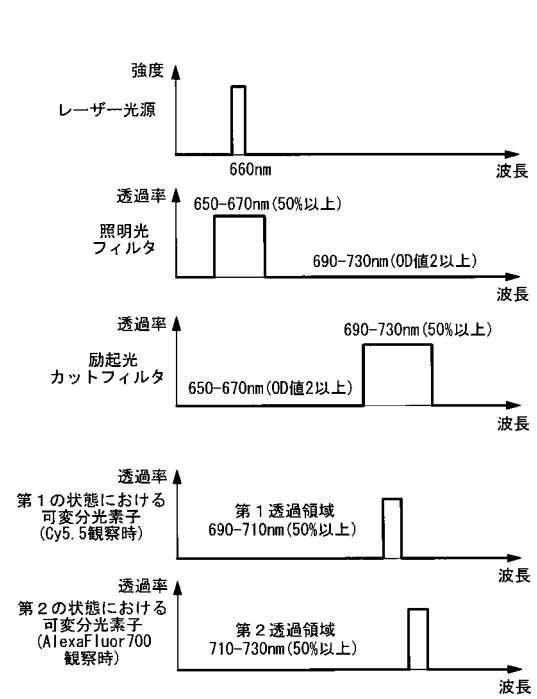 強度
レーザー光源
660nm
波長
透過率
650-670nm(50%以上)
照明光
フィルタ
690-730nm(OD値2以上)
波長
透過率
690-730nm(50%以上)
励起光
カットフィルタ
650-670nm(OD値2以上)
波長
透過率
第1の状態における
可変分光素子
(Cy5.5観察時)
第1透過領域
690-710nm(50%以上)
波長
透過率
第2の状態における
可変分光素子
(AlexaFluor700
観察時)
第2透過領域
710-730nm(50%以上)
波長